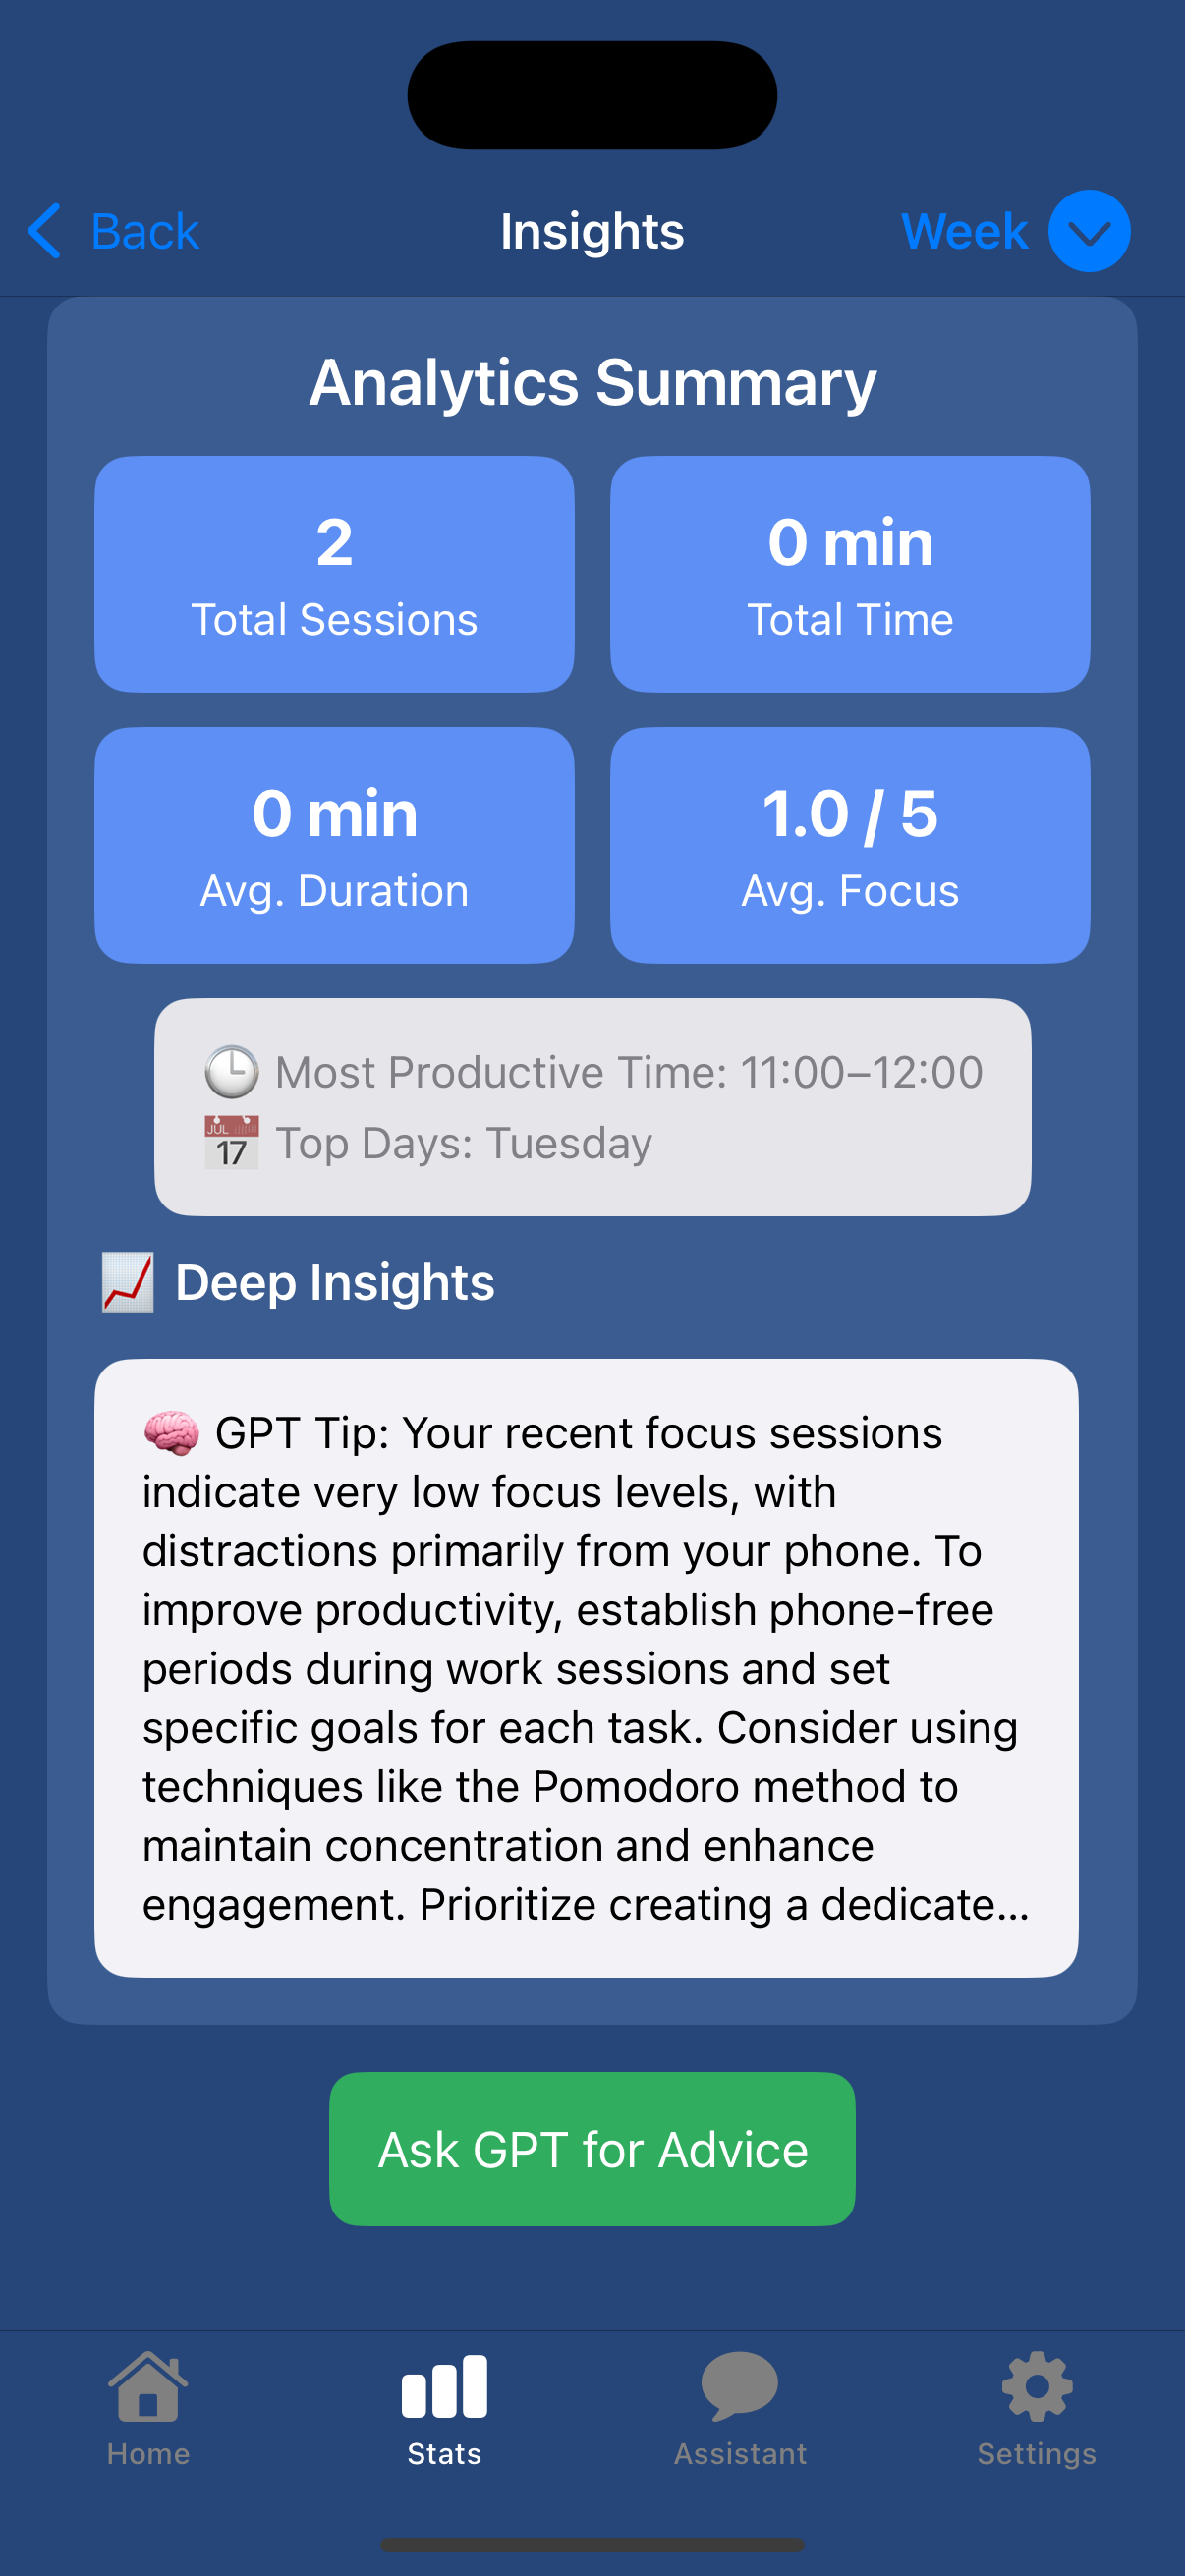 Back
Insights
Week
Analytics Summary
2
Total Sessions
0 min
Total Time
0 min
Avg. Duration
1.0 / 5
Avg. Focus
🕒 Most Productive Time: 11:00–12:00
📅 Top Days: Tuesday
📈 Deep Insights
🧠 GPT Tip: Your recent focus sessions
indicate very low focus levels, with
distractions primarily from your phone. To
improve productivity, establish phone-free
periods during work sessions and set
specific goals for each task. Consider using
techniques like the Pomodoro method to
maintain concentration and enhance
engagement. Prioritize creating a dedicate...
Ask GPT for Advice
Home
Stats
Assistant
Settings